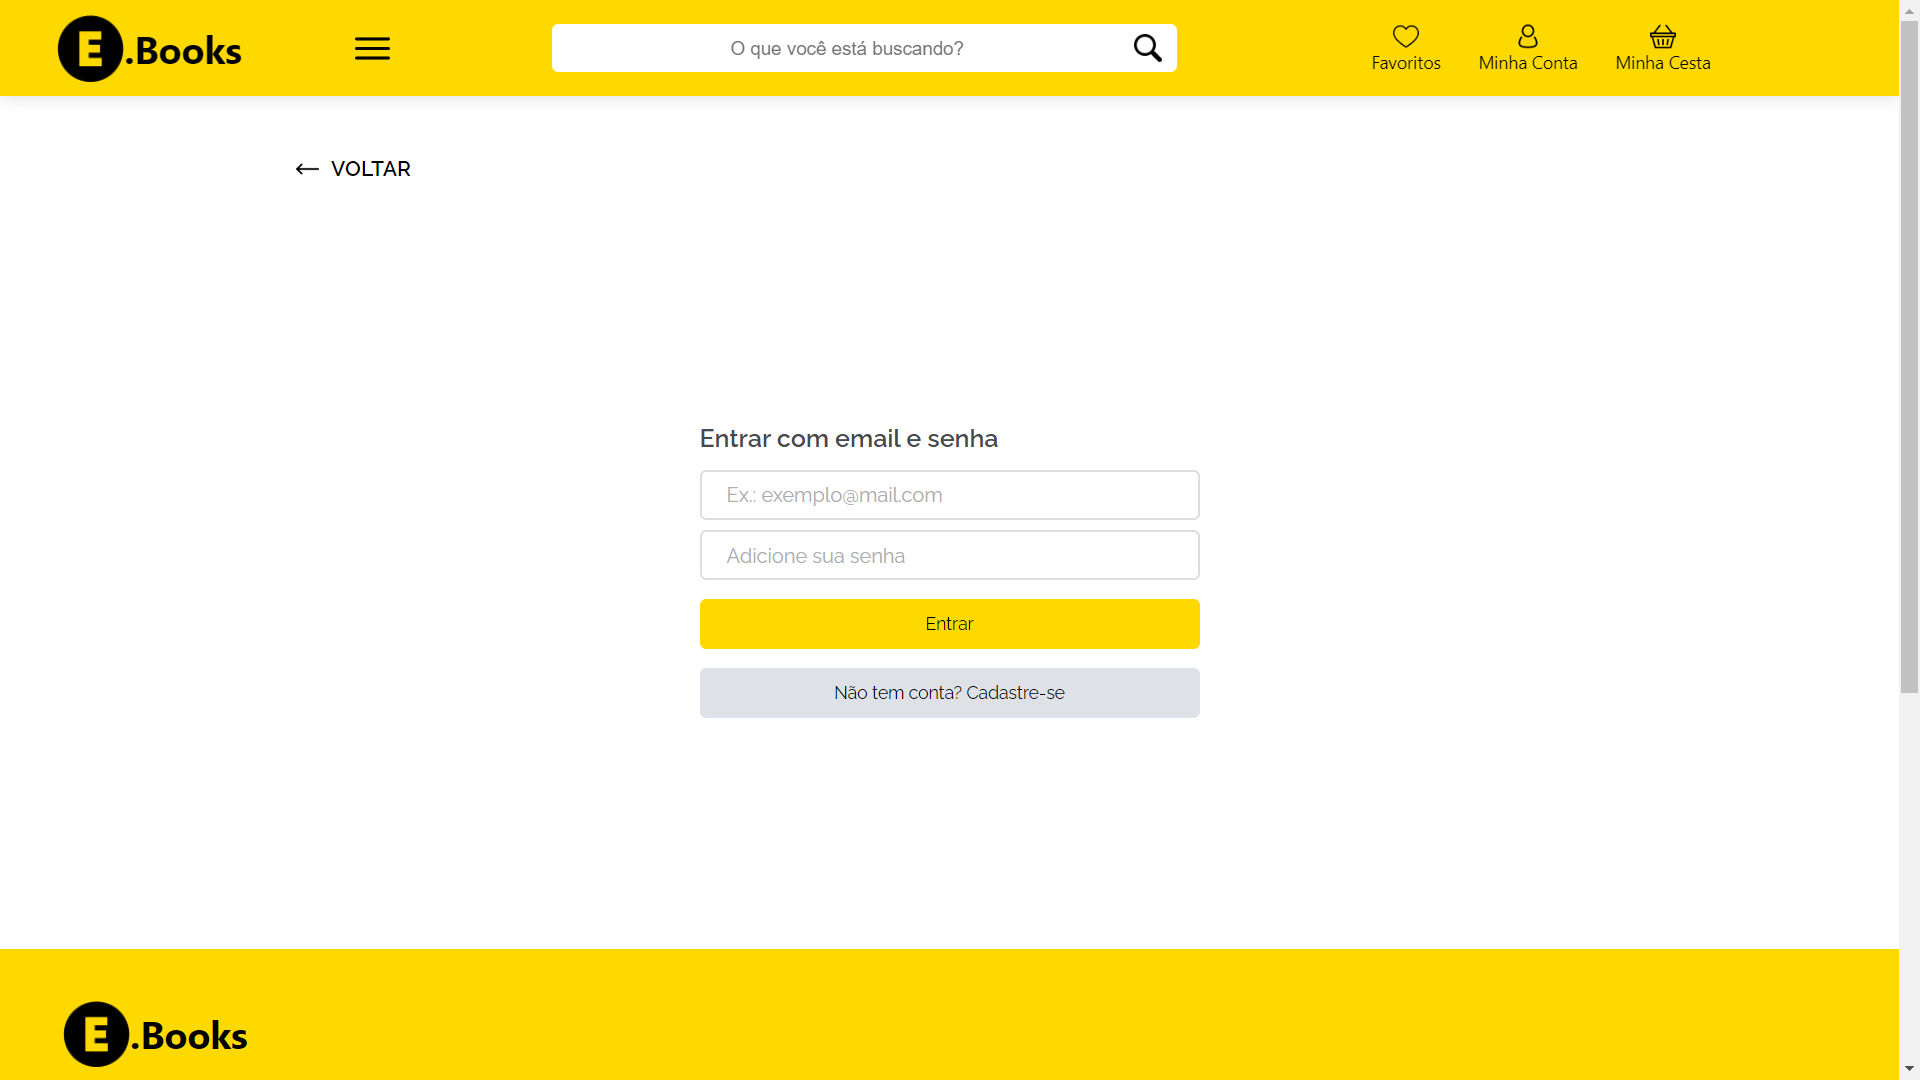 E.Books
O que você está buscando?
Favoritos
Minha Conta
Minha Cesta
VOLTAR
Entrar com email e senha
Ex.: exemplo@mail.com
Adicione sua senha
Entrar
Não tem conta? Cadastre-se
E.Books